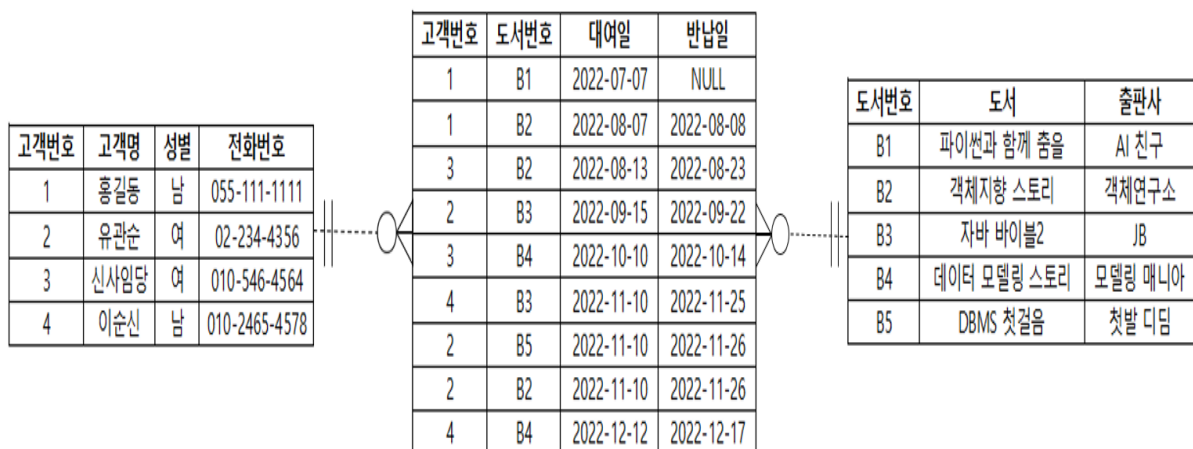 고객번호 고객명 성별 전화번호
1 홍길동 남 055-111-1111
2 유관순 여 02-234-4356
3 신사임당 여 010-546-4564
4 이순신 남 010-2465-4578
고객번호 도서번호 대여일 반납일
1 B1 2022-07-07 NULL
1 B2 2022-08-07 2022-08-08
3 B2 2022-08-13 2022-08-23
2 B3 2022-09-15 2022-09-22
3 B4 2022-10-10 2022-10-14
4 B3 2022-11-10 2022-11-25
2 B5 2022-11-10 2022-11-26
2 B2 2022-11-10 2022-11-26
4 B4 2022-12-12 2022-12-17
도서번호 도서 출판사
B1 파이썬과 함께 춤을 AI 친구
B2 객체지향 스토리 객체연구소
B3 자바 바이블2 JB
B4 데이터 모델링 스토리 모델링 매니아
B5 DBMS 첫걸음 첫발 디딤